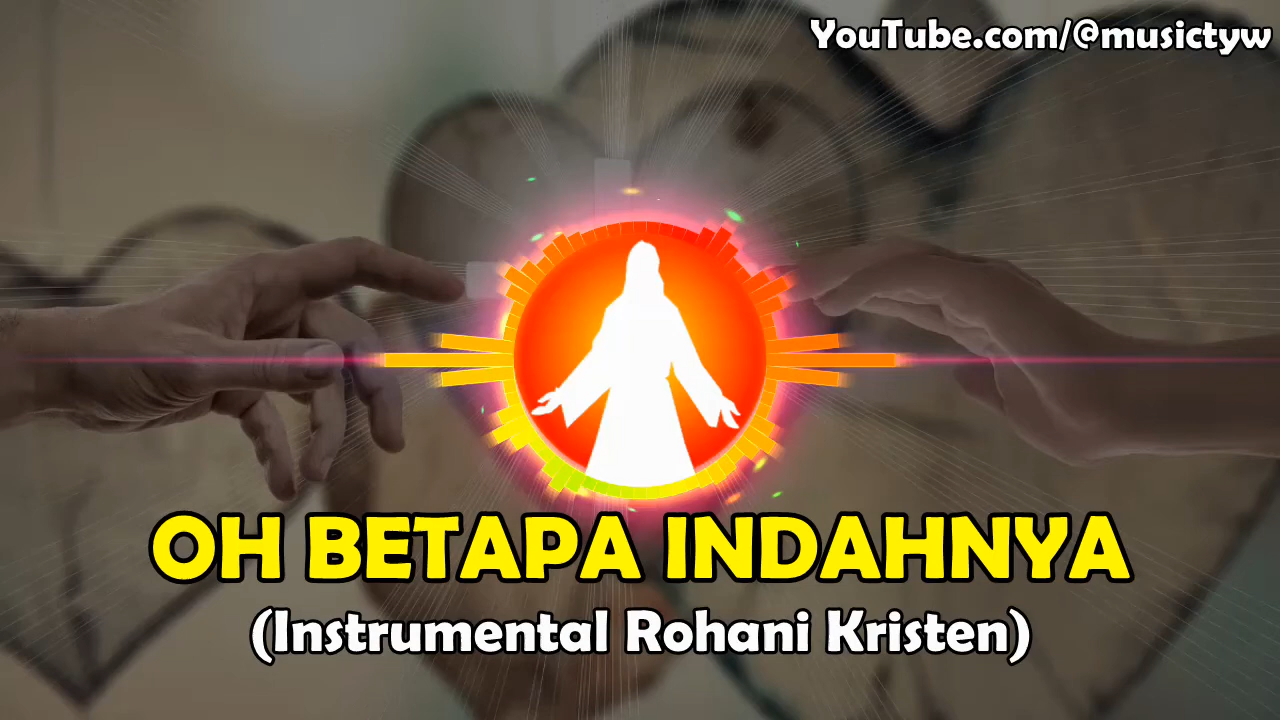 YouTube.com/@musictyw
OH BETAPA INDAHNYA
(Instrumental Rohani Kristen)